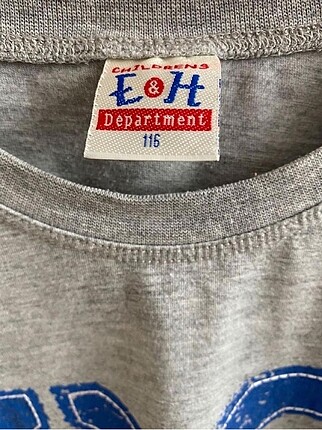 CHILDRENS
E & H
Department
116